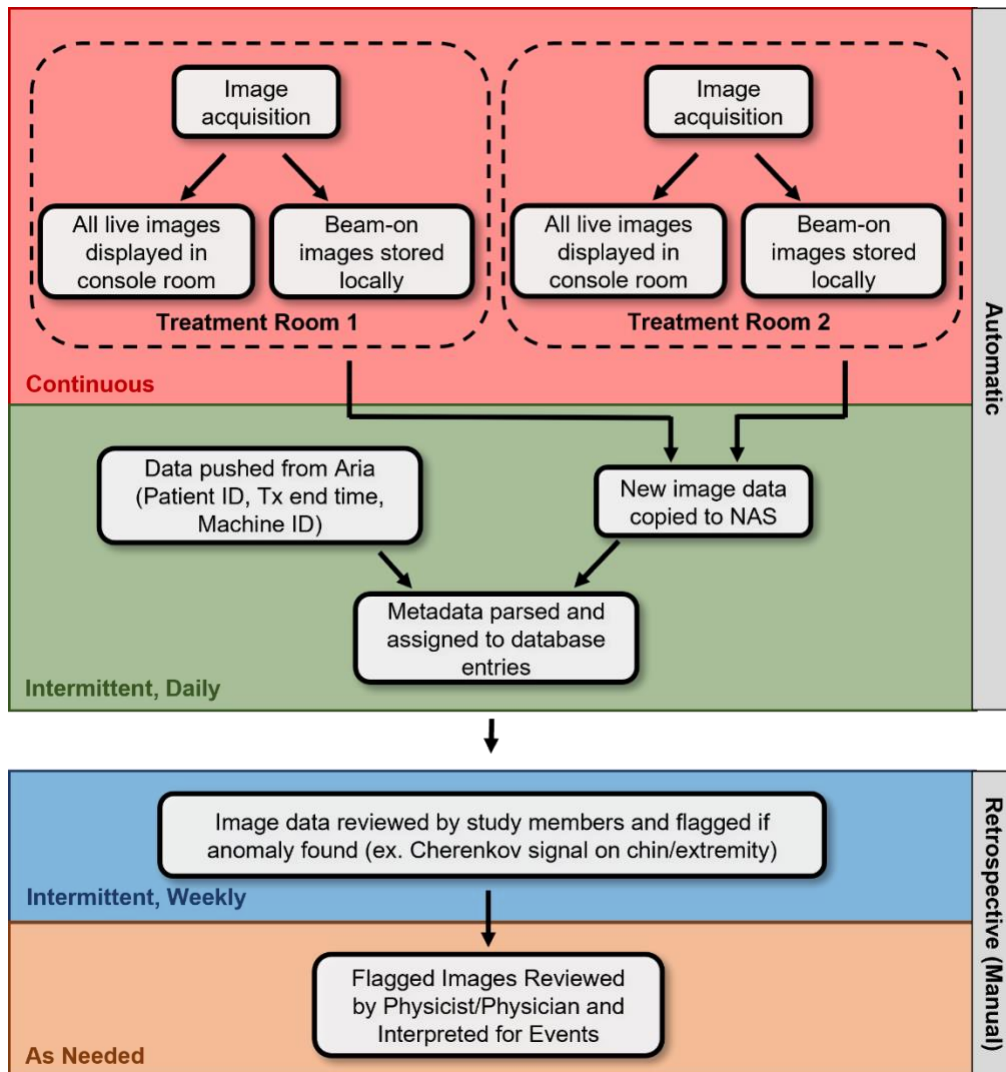 Image
acquisition
All live images
displayed in
console room
Beam-on
images stored
locally
Treatment Room 1
Image
acquisition
All live images
displayed in
console room
Beam-on
images stored
locally
Treatment Room 2
Continuous
Automatic
Data pushed from Aria
(Patient ID, Tx end time,
Machine ID)
New image data
copied to NAS
Metadata parsed and
assigned to database
entries
Intermittent, Daily
Image data reviewed by study members and flagged if
anomaly found (ex. Cherenkov signal on chin/extremity)
Intermittent, Weekly
Retrospective (Manual)
Flagged Images Reviewed
by Physicist/Physician and
Interpreted for Events
As Needed